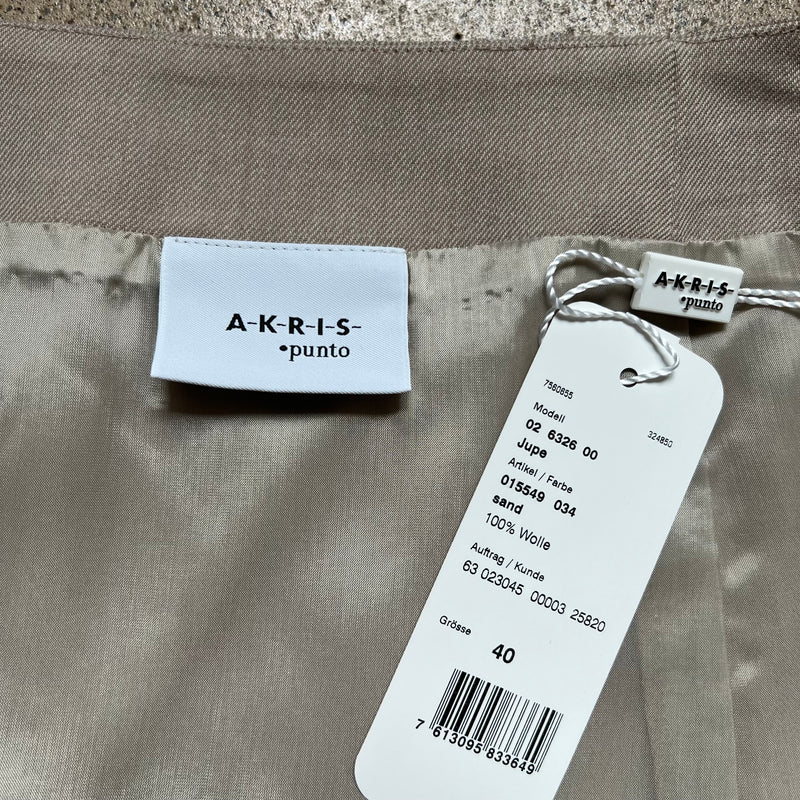 A-K-R-I-S-
•punto
A-K-R-I-S-
•punto
7580855
324850
Modell
02 6326 00
Jupe
Artikel / Farbe
015549 034
sand
100% Wolle
Auftrag / Kunde
63 023045 00003 25820
Grösse
40
7 613095 833649